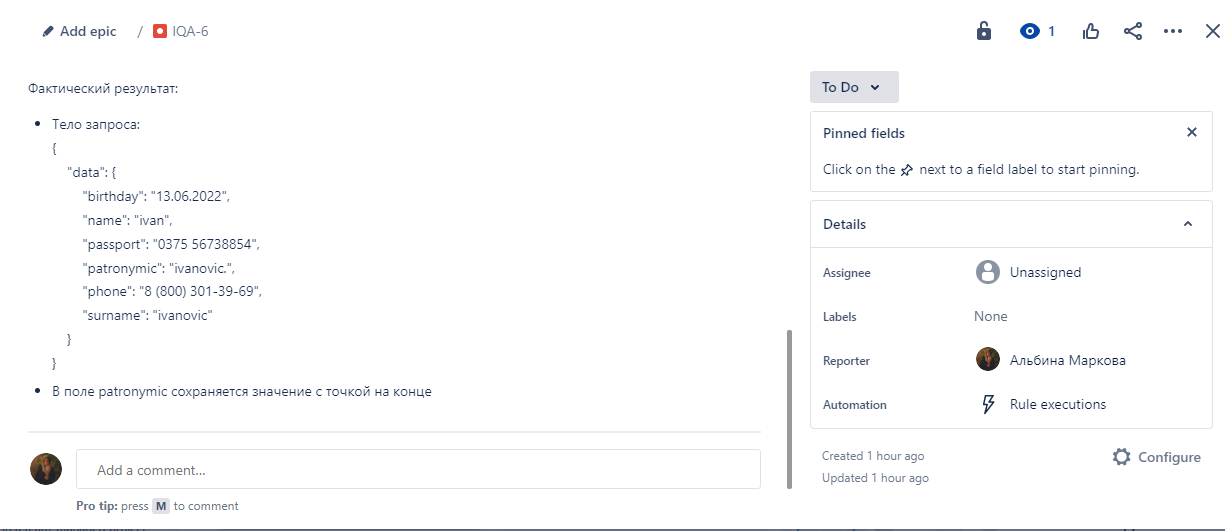 Add epic / IQA-6
1
Фактический результат:
To Do
Тело запроса:
{
"data": {
"birthday": "13.06.2022",
"name": "ivan",
"passport": "0375 56738854",
"patronymic": "ivanovic.",
"phone": "8 (800) 301-39-69",
"surname": "ivanovic"
}
}
В поле patronymic сохраняется значение с точкой на конце
Add a comment...
Pro tip: press M to comment
Pinned fields
Click on the next to a field label to start pinning.
Details
Assignee Unassigned
Labels None
Reporter Альбина Маркова
Automation Rule executions
Created 1 hour ago
Configure
Updated 1 hour ago